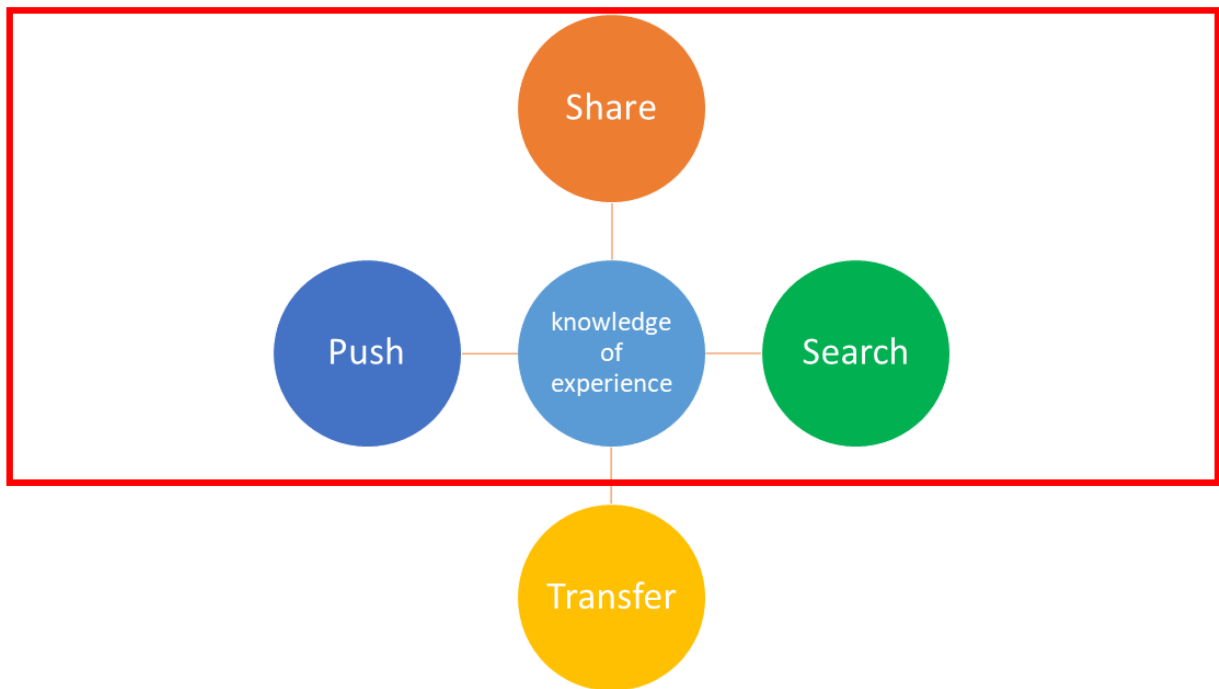 Share
Push
knowledge
of
experience
Search
Transfer